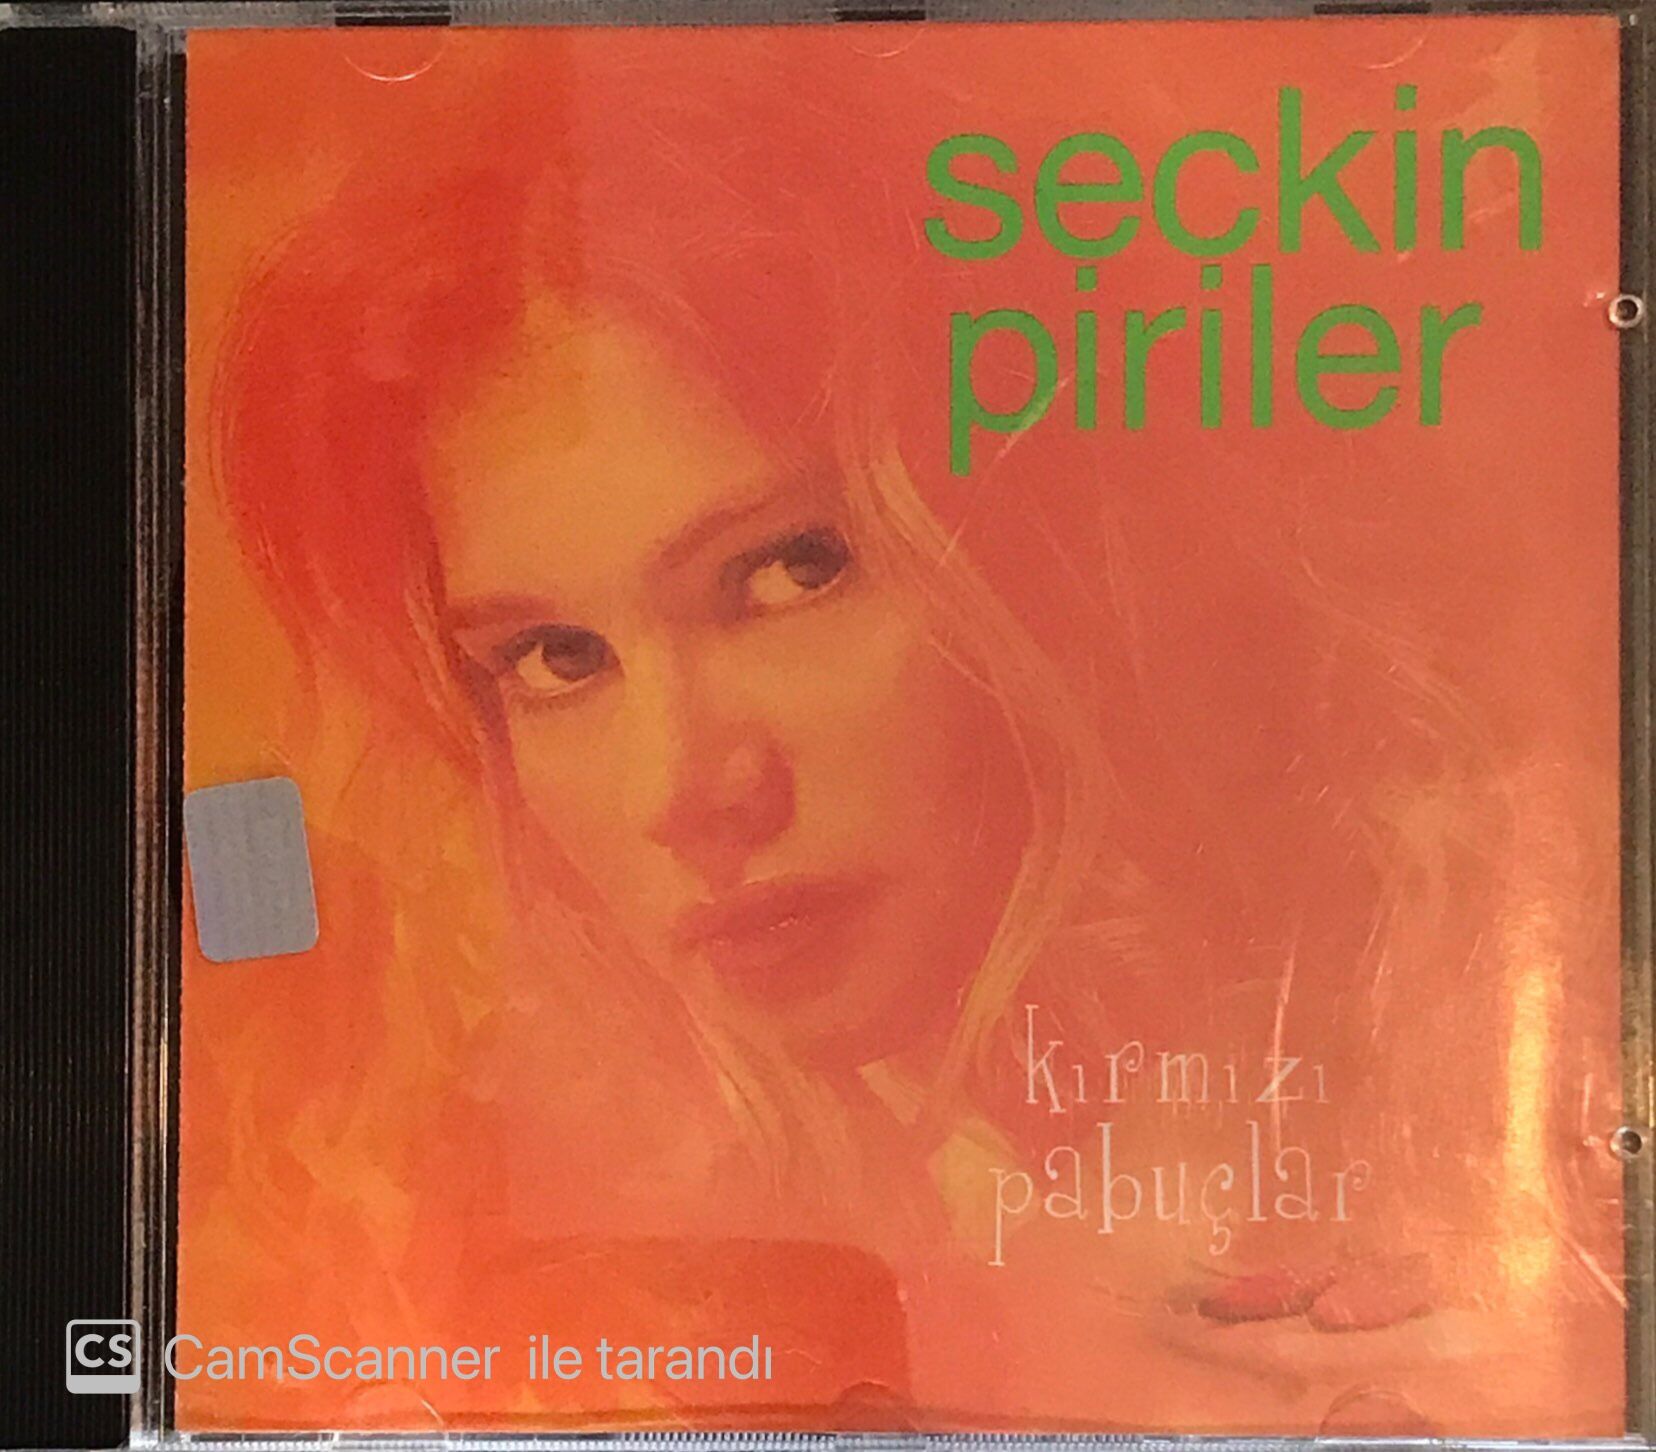 seckin
piriler
kırmızı
pabuçlar
CS CamScanner ile tarandı